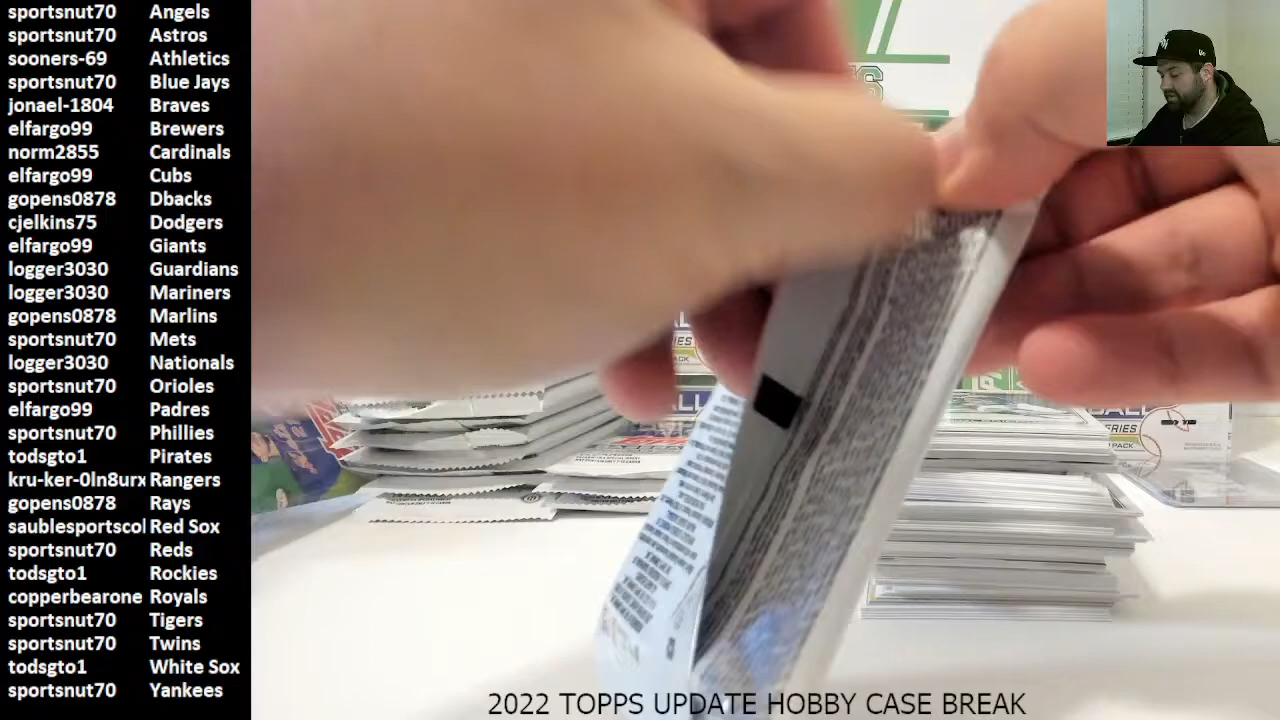 sportsnut70 Angels
sportsnut70 Astros
sooners-69 Athletics
sportsnut70 Blue Jays
jonael-1804 Braves
elfargo99 Brewers
norm2855 Cardinals
elfargo99 Cubs
gopens0878 Dbacks
cjelkins75 Dodgers
elfargo99 Giants
logger3030 Guardians
logger3030 Mariners
gopens0878 Marlins
sportsnut70 Mets
logger3030 Nationals
sportsnut70 Orioles
elfargo99 Padres
sportsnut70 Phillies
todsgto1 Pirates
kru-ker-0ln8urx Rangers
gopens0878 Rays
saublesportscol Red Sox
sportsnut70 Reds
todsgto1 Rockies
copperbearone Royals
sportsnut70 Tigers
sportsnut70 Twins
todsgto1 White Sox
sportsnut70 Yankees
2022 TOPPS UPDATE HOBBY CASE BREAK